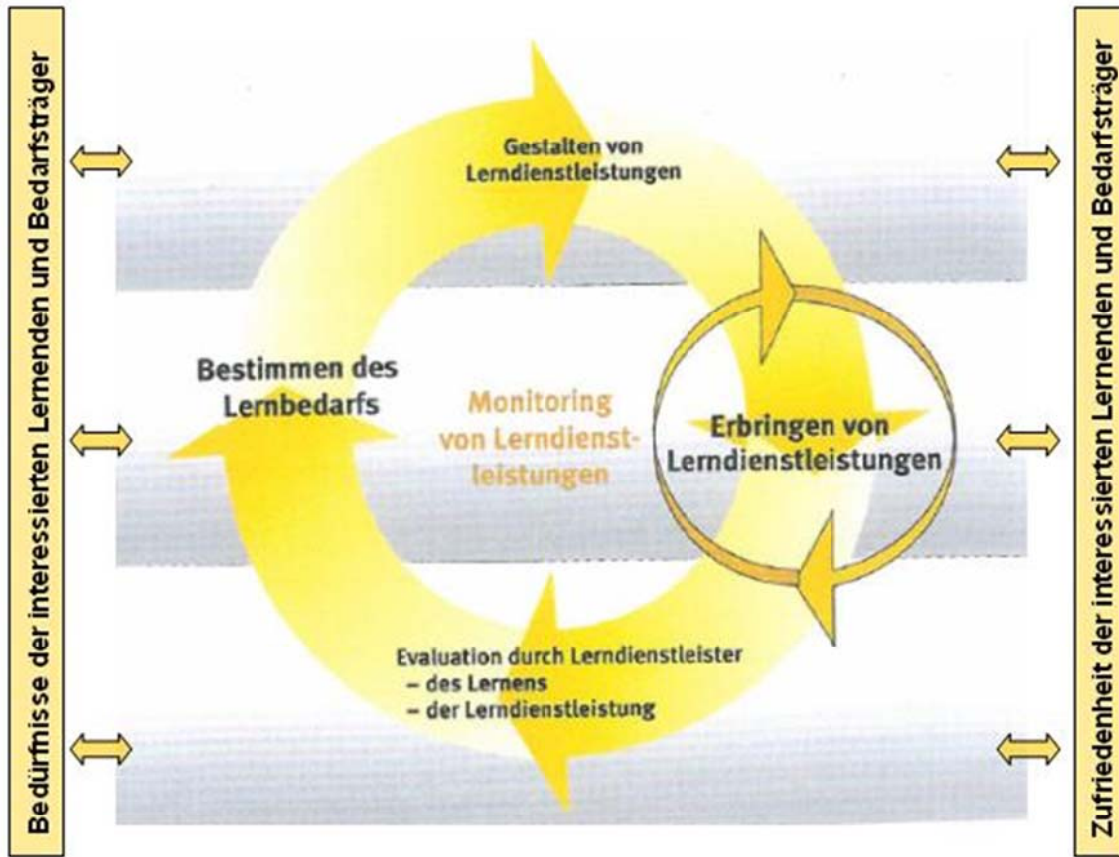 Bedürfnisse der interessierten Lernenden und Bedarfsträger
Gestalten von
Lerndienstleistungen
Bestimmen des
Lernbedarfs
Monitoring
von Lerndienst-
leistungen
Erbringen von
Lerndienstleistungen
Evaluation durch Lerndienstleister
– des Lernens
– der Lerndienstleistung
Zufriedenheit der interessierten Lernenden und Bedarfsträger